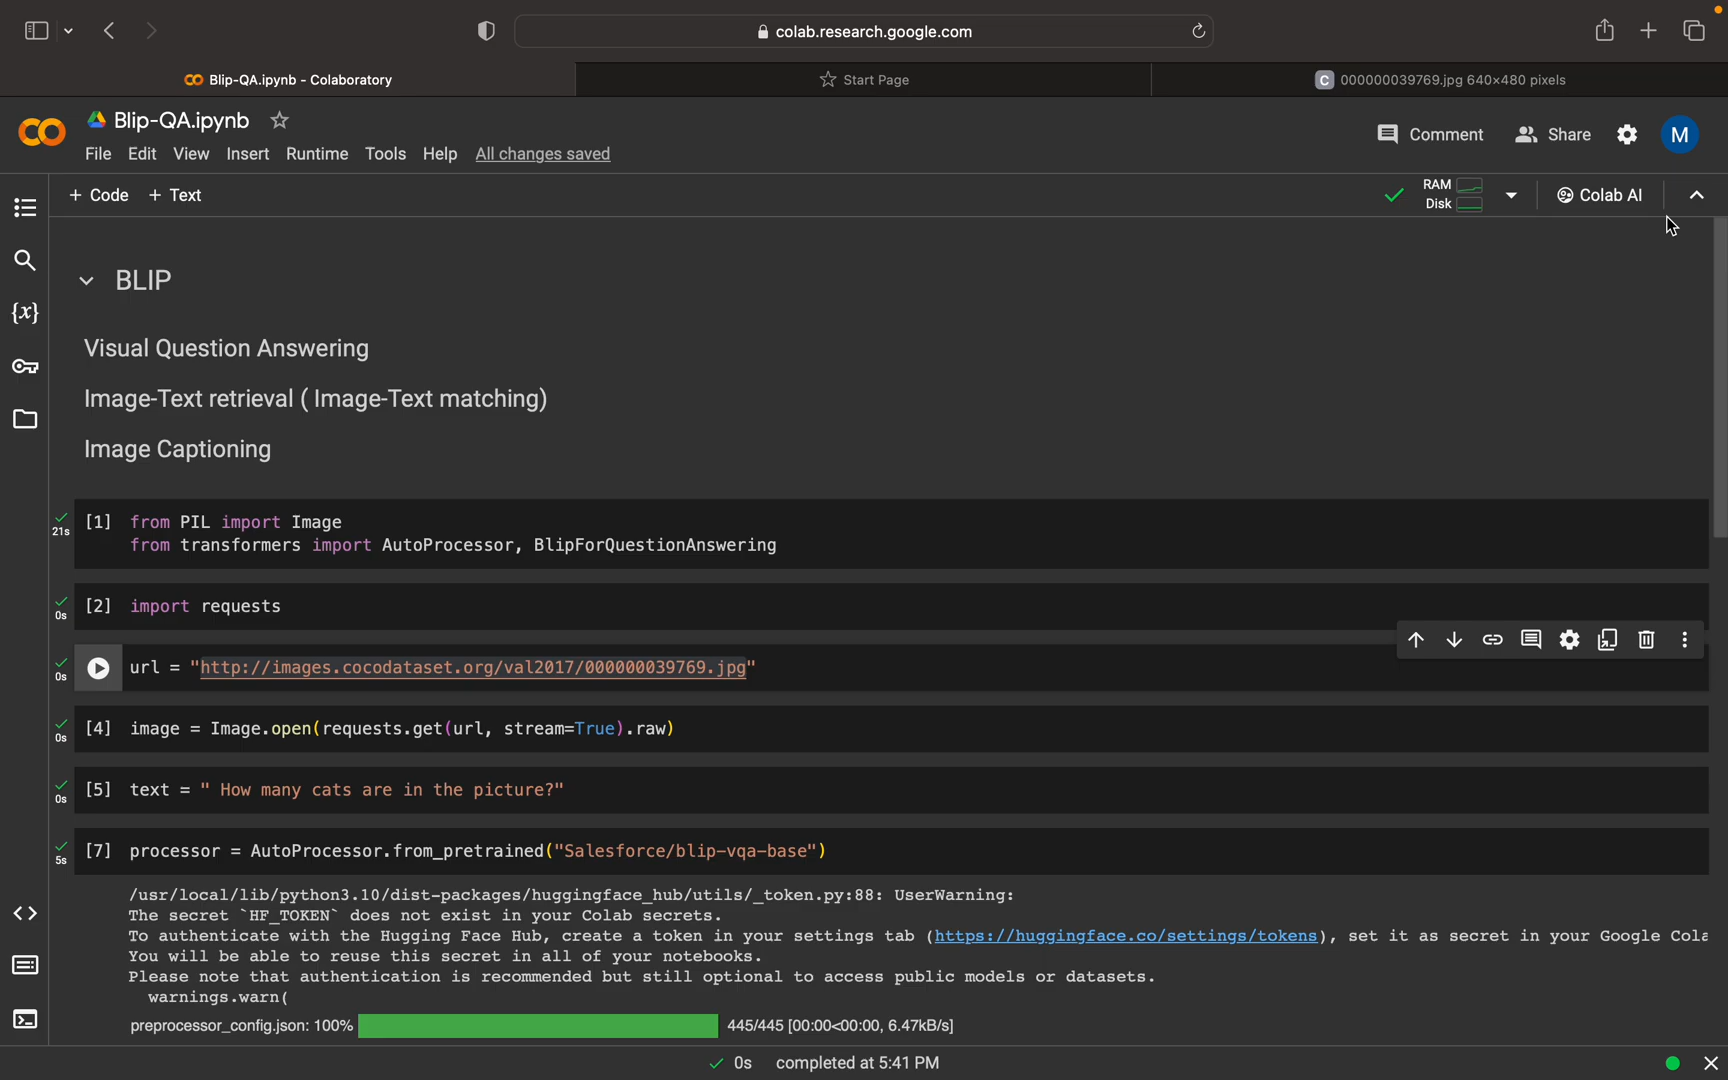 colab.research.google.com
Blip-QA.ipynb - Colaboratory
Start Page
C 000000039769.jpg 640×480 pixels
Blip-QA.ipynb
Comment
Share
M
File Edit View Insert Runtime Tools Help All changes saved
+ Code + Text
RAM
Disk
Colab AI
BLIP
Visual Question Answering
Image-Text retrieval ( Image-Text matching)
Image Captioning
21s [1] from PIL import Image
from transformers import AutoProcessor, BlipForQuestionAnswering
0s [2] import requests
0s url = "http://images.cocodataset.org/val2017/000000039769.jpg"
0s [4] image = Image.open(requests.get(url, stream=True).raw)
0s [5] text = " How many cats are in the picture?"
5s [7] processor = AutoProcessor.from_pretrained("Salesforce/blip-vqa-base")
/usr/local/lib/python3.10/dist-packages/huggingface_hub/utils/_token.py:88: UserWarning:
The secret `HF_TOKEN` does not exist in your Colab secrets.
To authenticate with the Hugging Face Hub, create a token in your settings tab (https://huggingface.co/settings/tokens), set it as secret in your Google Cola
You will be able to reuse this secret in all of your notebooks.
Please note that authentication is recommended but still optional to access public models or datasets.
warnings.warn(
preprocessor_config.json: 100% 445/445 [00:00<00:00, 6.47kB/s]
0s completed at 5:41 PM